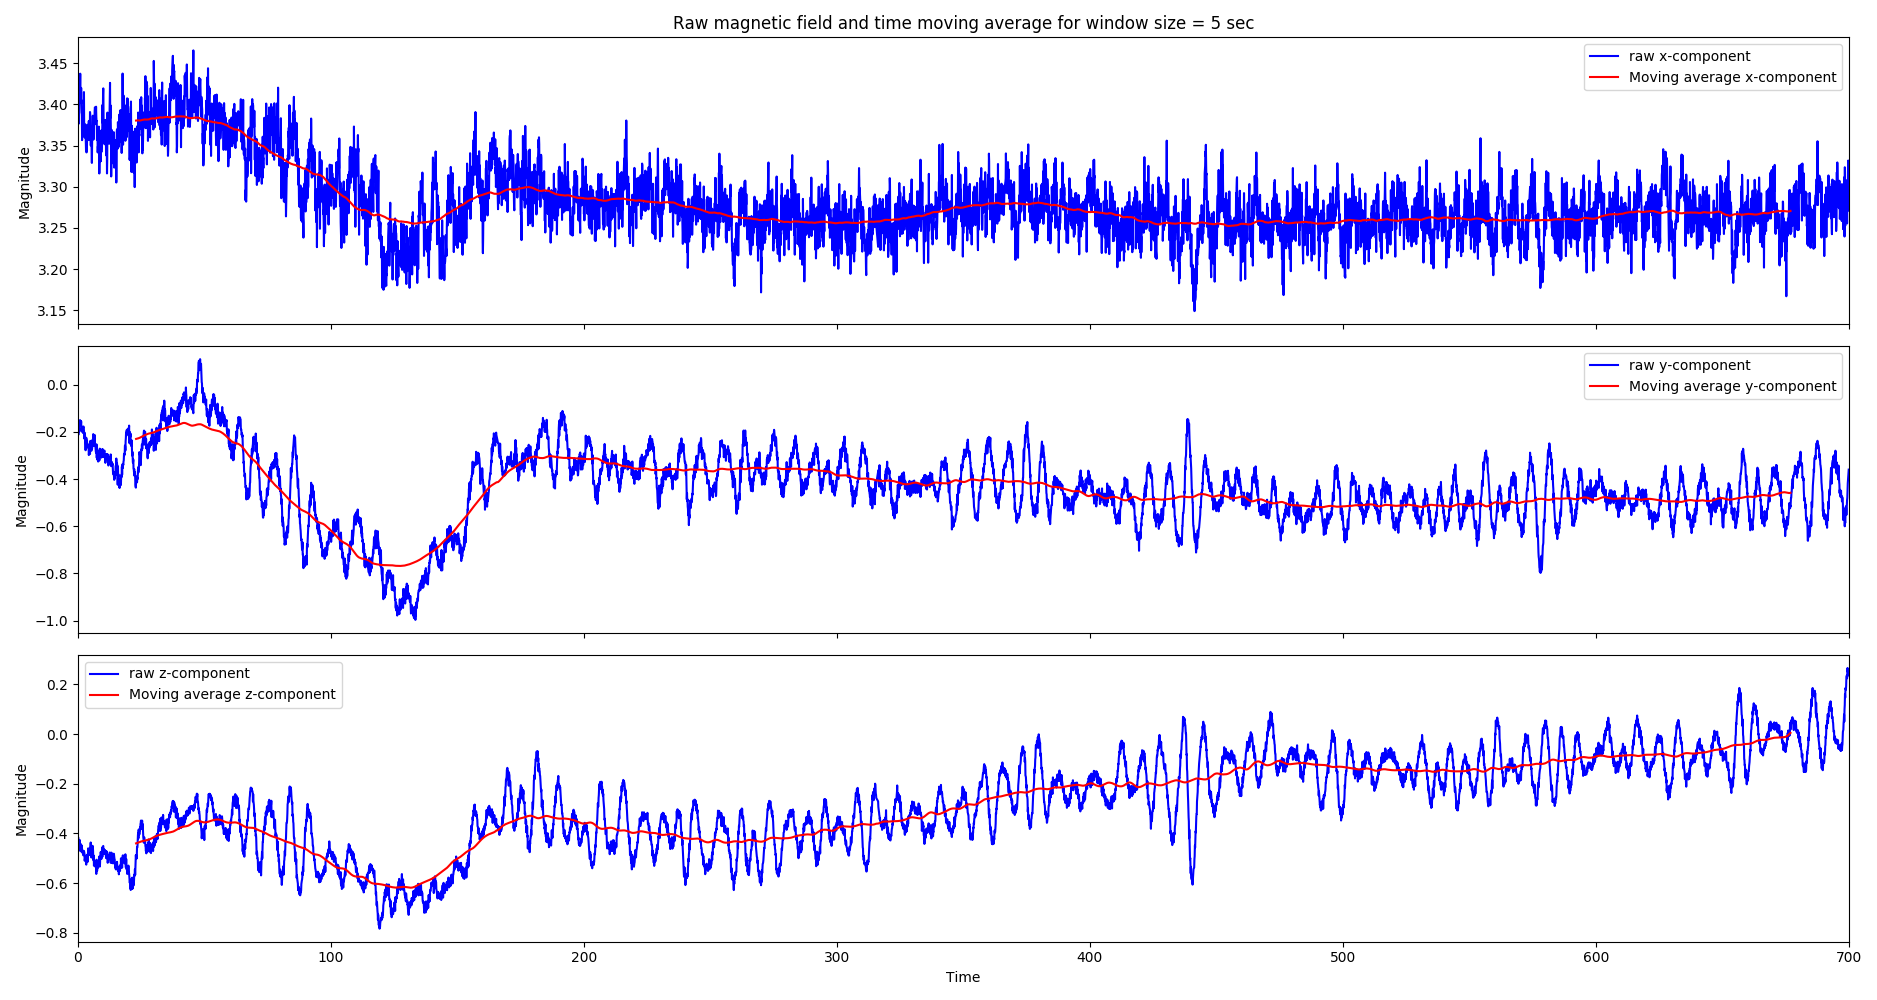 Raw magnetic field and time moving average for window size = 5 sec
3.45
3.40
3.35
3.30
3.25
3.20
3.15
Magnitude
raw x-component
Moving average x-component
0.0
−0.2
−0.4
−0.6
−0.8
−1.0
Magnitude
raw y-component
Moving average y-component
0.2
0.0
−0.2
−0.4
−0.6
−0.8
Magnitude
raw z-component
Moving average z-component
0 100 200 300 400 500 600 700
Time